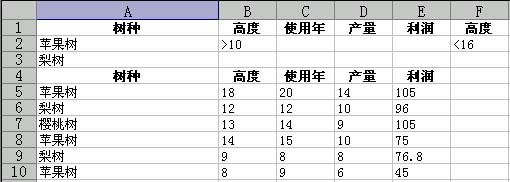 A B C D E F
1 树种 高度 使用年 产量 利润 高度
2 苹果树 >10 <16
3 梨树
4 树种 高度 使用年 产量 利润
5 苹果树 18 20 14 105
6 梨树 12 12 10 96
7 樱桃树 13 14 9 105
8 苹果树 14 15 10 75
9 梨树 9 8 8 76.8
10 苹果树 8 9 6 45